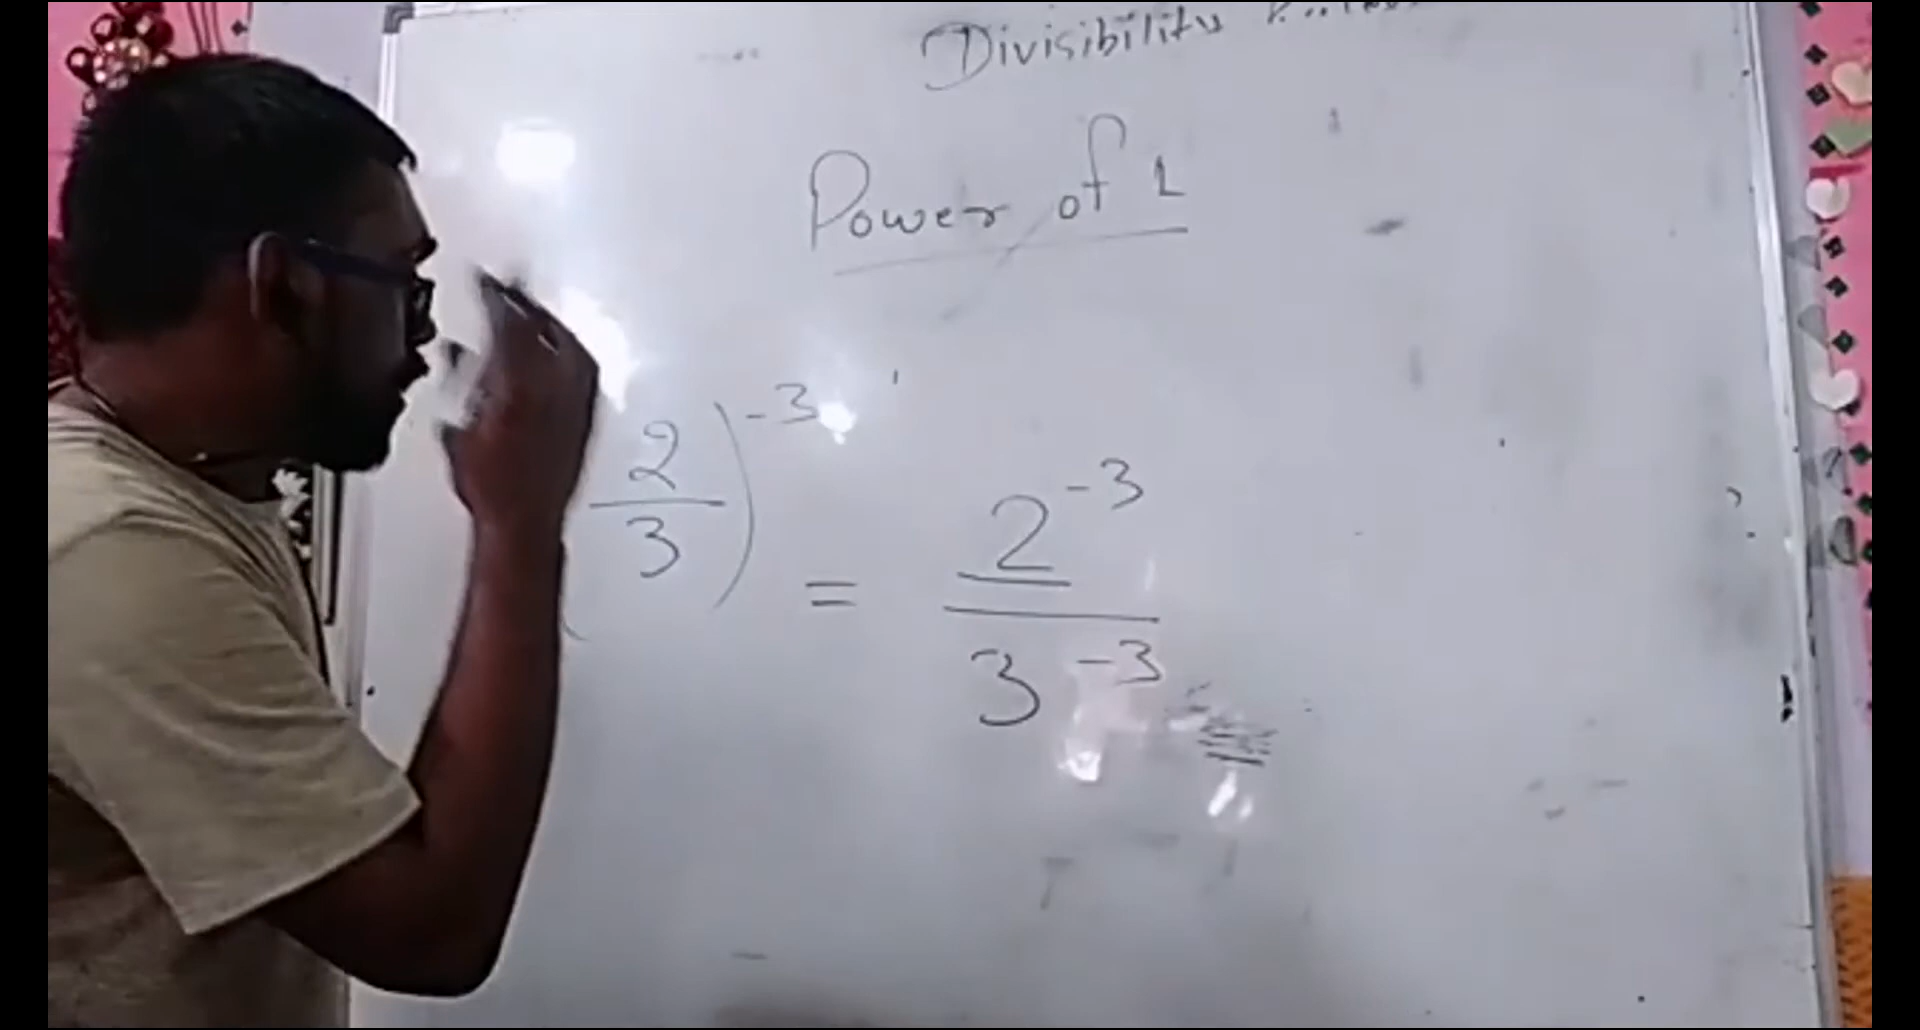 Divisibility
Power of 1
(2/3)^-3 = 2^-3/3^-3